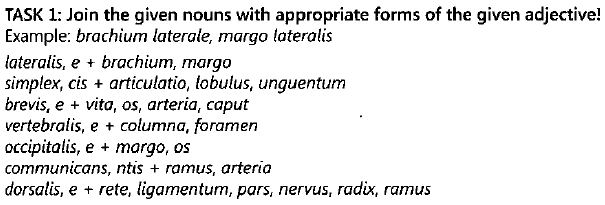 TASK 1: Join the given nouns with appropriate forms of the given adjective!
Example: brachium laterale, margo lateralis
lateralis, e + brachium, margo
simplex, cis + articulatio, lobulus, unguentum
brevis, e + vita, os, arteria, caput
vertebralis, e + columna, foramen
occipitalis, e + margo, os
communicans, ntis + ramus, arteria
dorsalis, e + rete, ligamentum, pars, nervus, radix, ramus